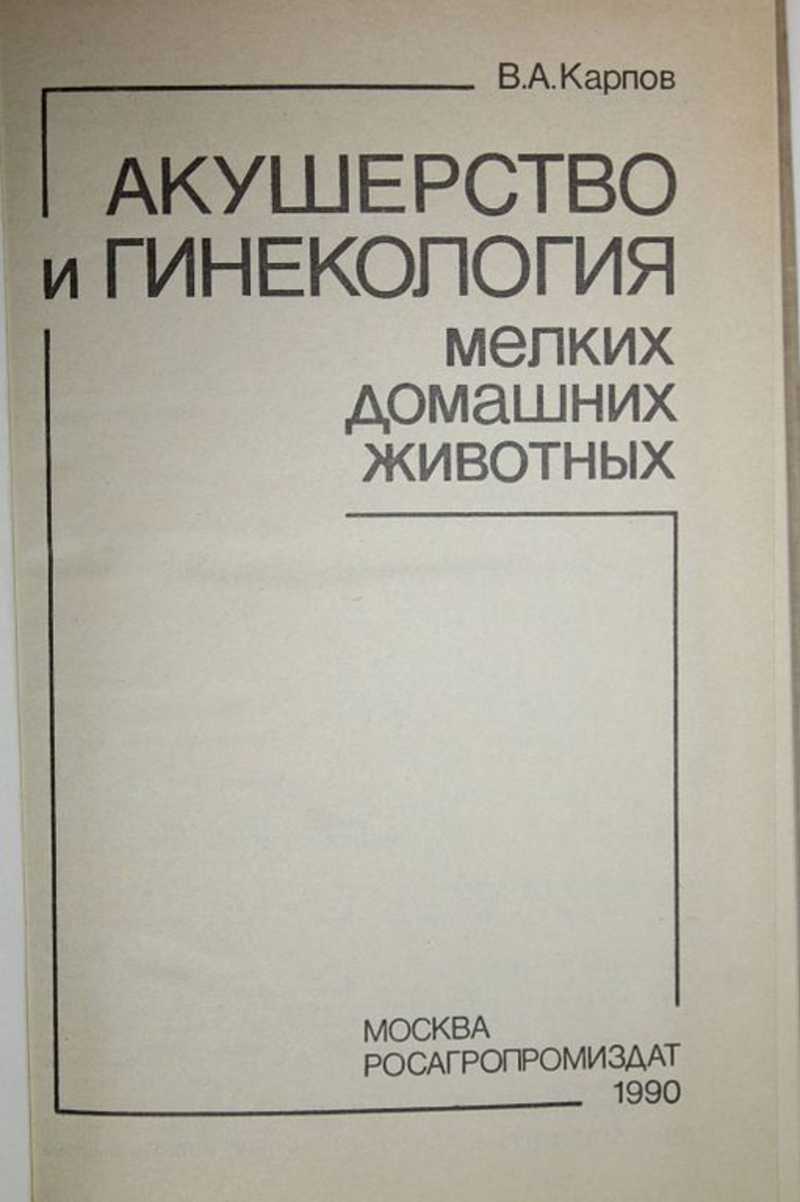 В.А.Карпов
АКУШЕРСТВО
и ГИНЕКОЛОГИЯ
мелких
домашних
животных
МОСКВА
РОСАГРОПРОМИЗДАТ
1990